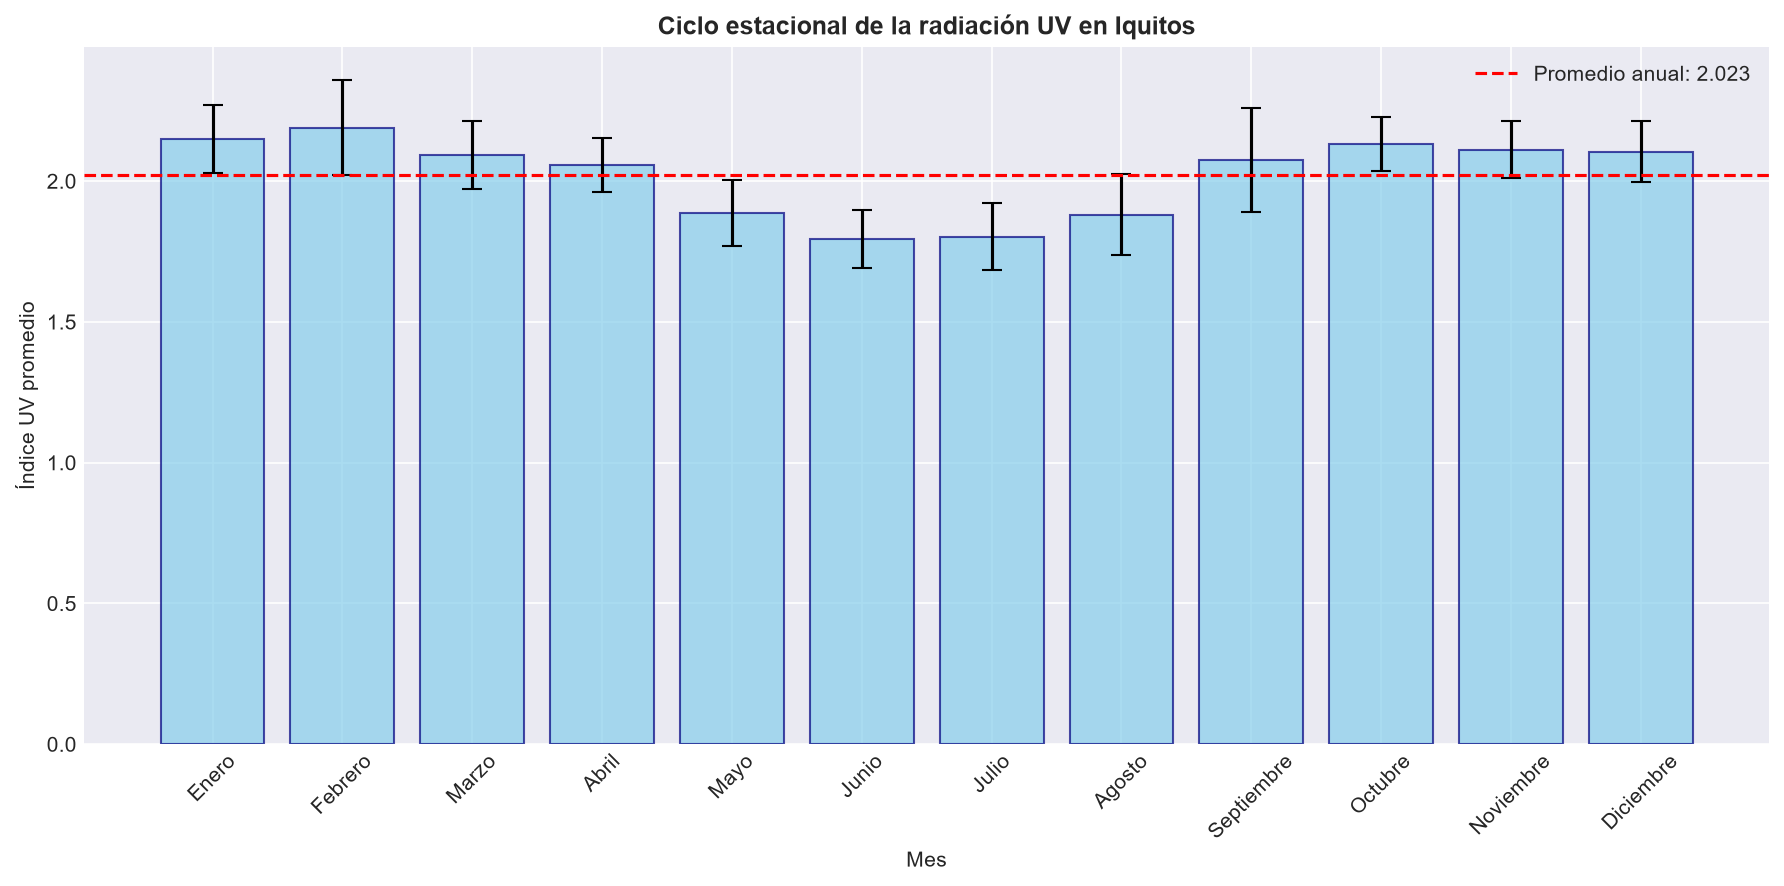 Ciclo estacional de la radiación UV en Iquitos
Promedio anual: 2.023
Índice UV promedio
2.0
1.5
1.0
0.5
0.0
Enero
Febrero
Marzo
Abril
Mayo
Junio
Julio
Agosto
Septiembre
Octubre
Noviembre
Diciembre
Mes